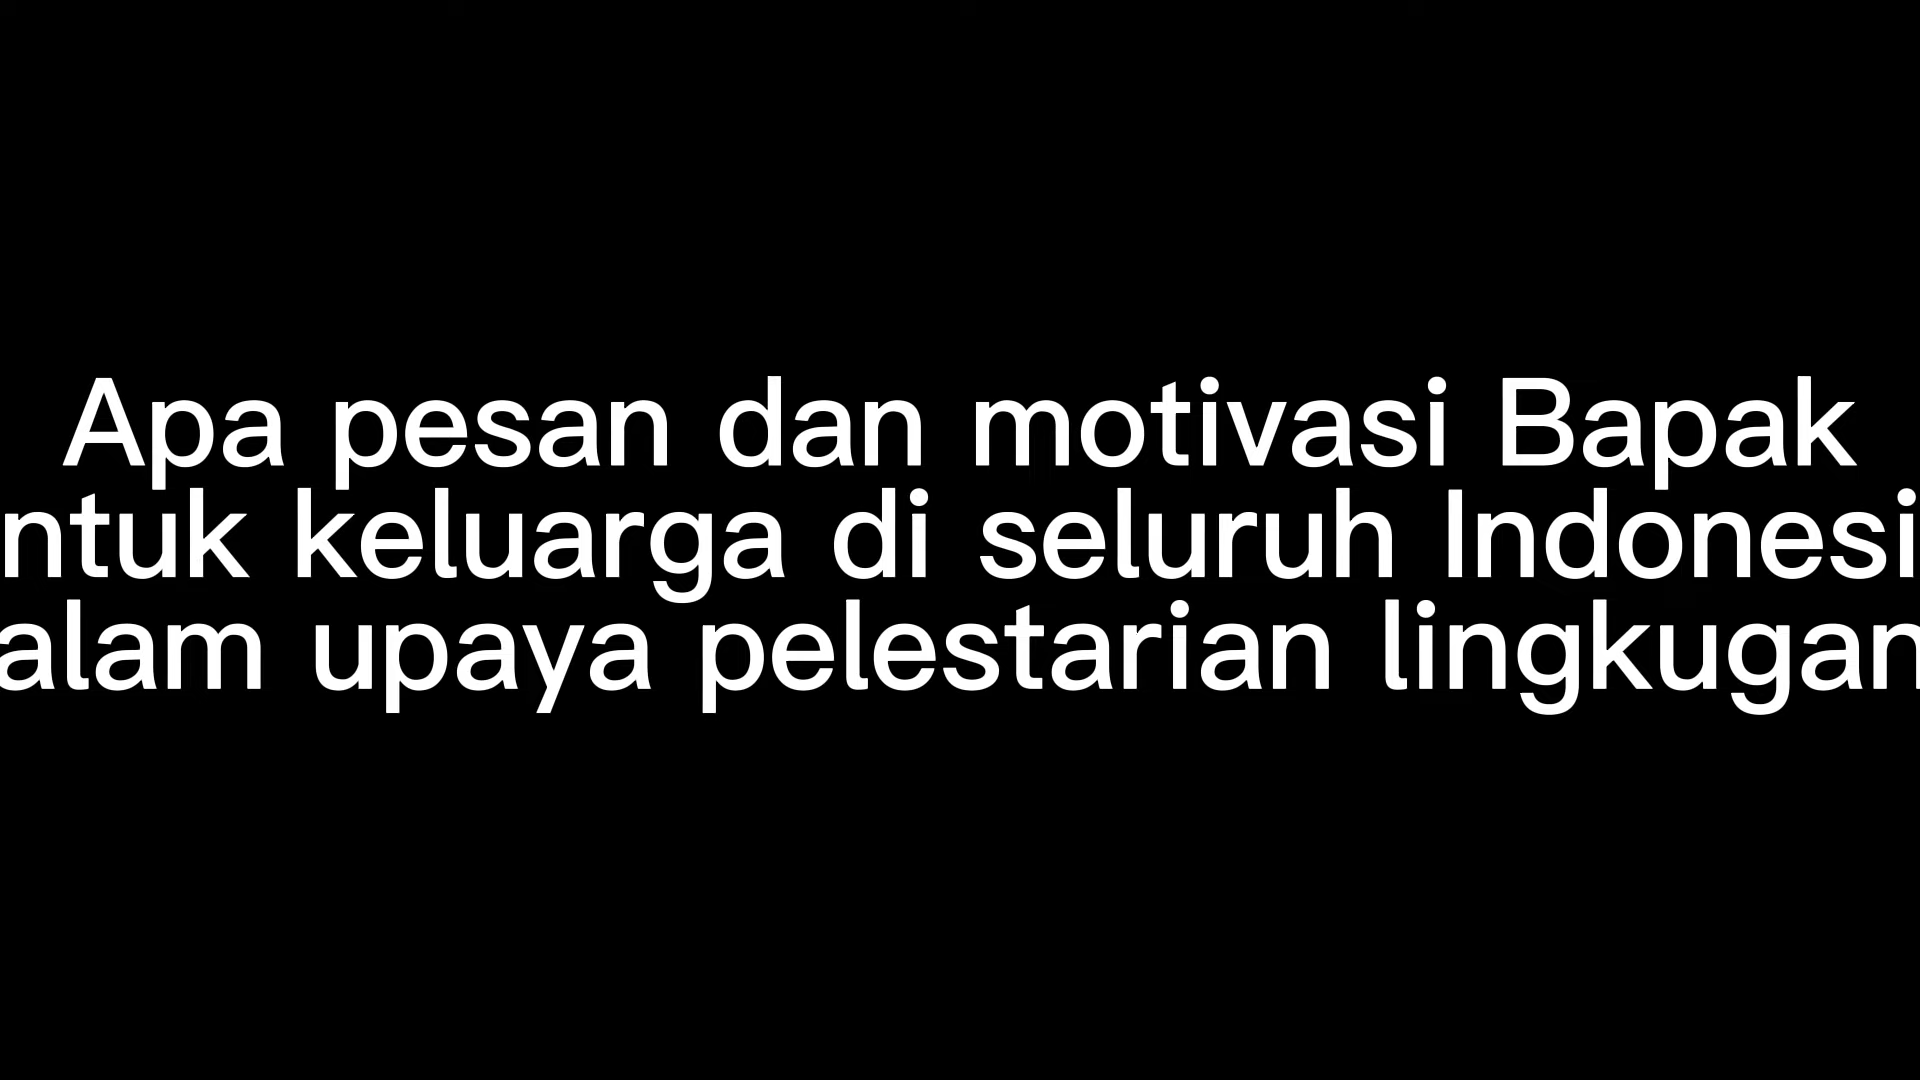 Apa pesan dan motivasi Bapak
ntuk keluarga di seluruh Indonesi
alam upaya pelestarian lingkugan